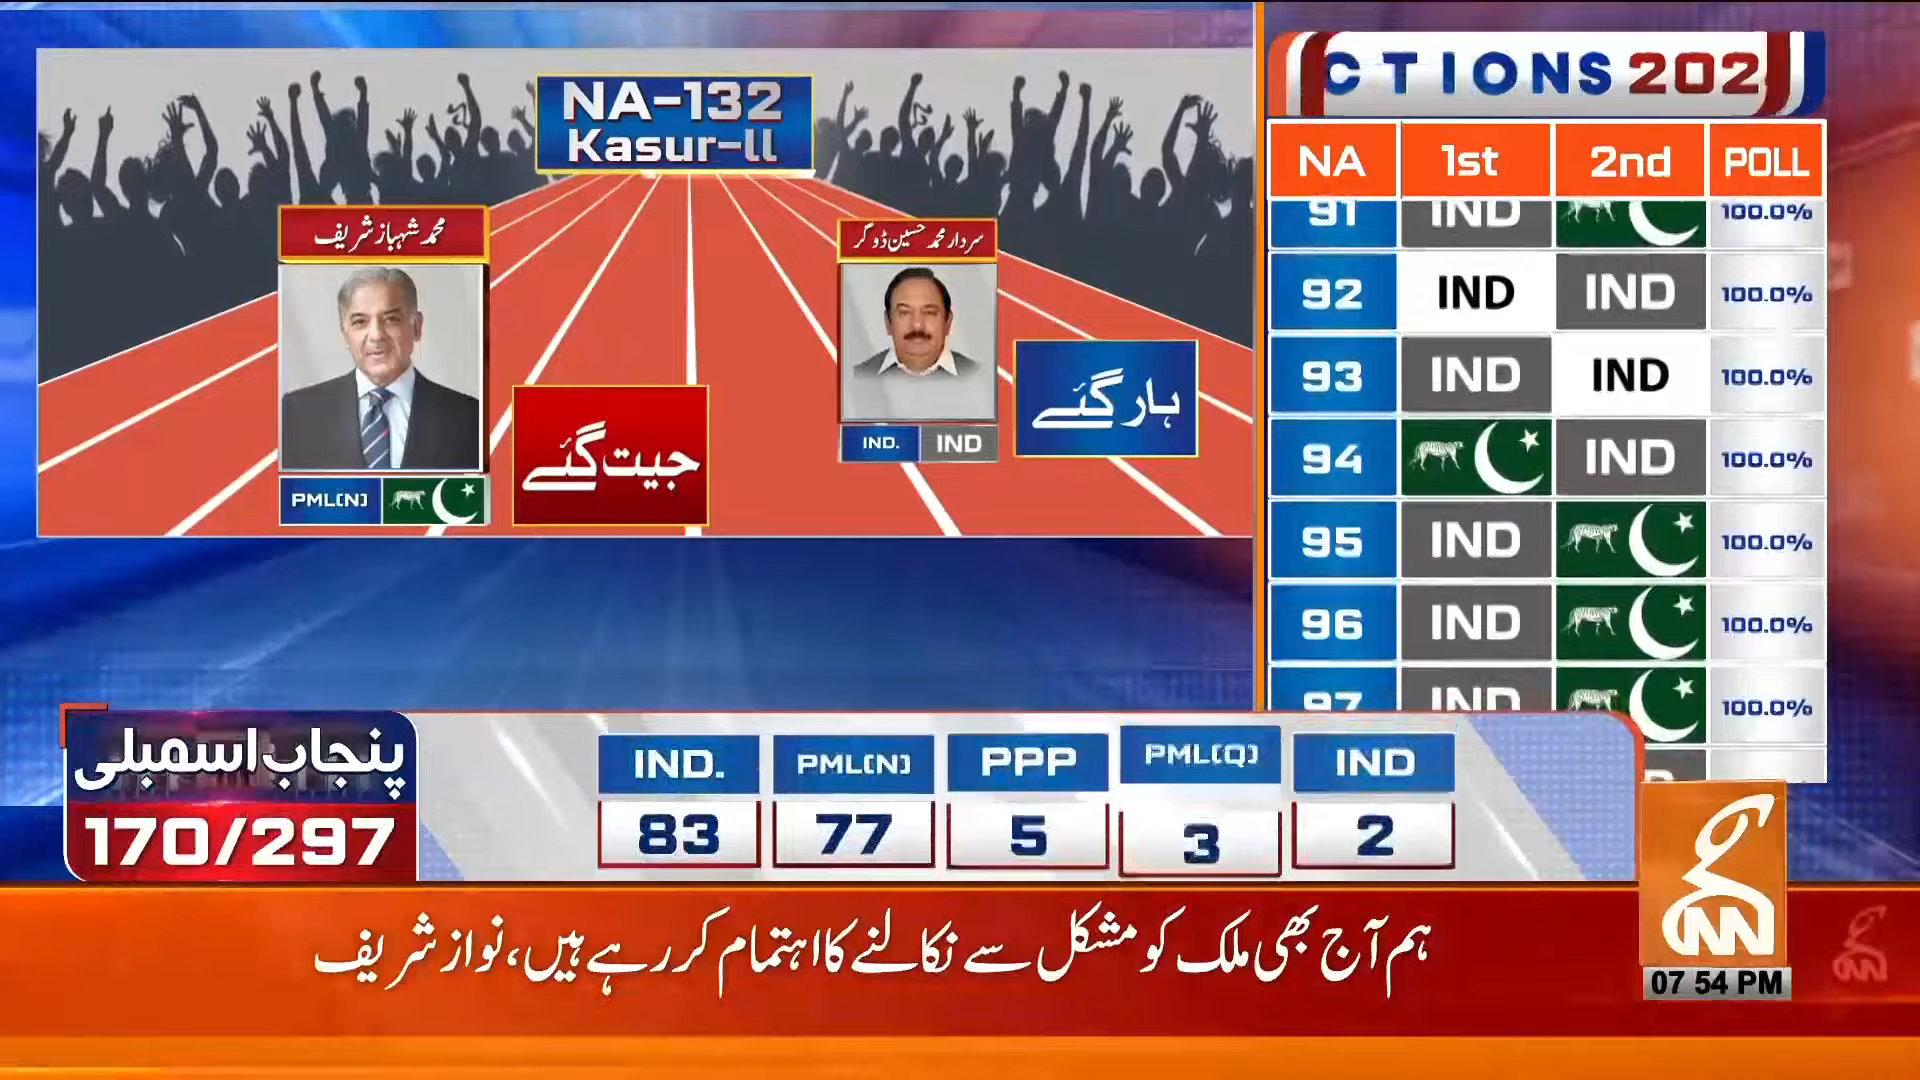 NA-132
Kasur-ll
محمد شہباز شریف
PML(N)
جیت گئے
سردار محمد حسین ڈوگر
IND. IND
ہار گئے
CTIONS 202
NA 1st 2nd POLL
91 IND 100.0%
92 IND IND 100.0%
93 IND IND 100.0%
94 IND 100.0%
95 IND 100.0%
96 IND 100.0%
97 IND 100.0%
پنجاب اسمبلی
170/297
IND. PML(N) PPP PML(Q) IND
83 77 5 3 2
ہم آج بھی ملک کو مشکل سے نکالنے کا اہتمام کر رہے ہیں، نواز شریف
GNN
07 54 PM